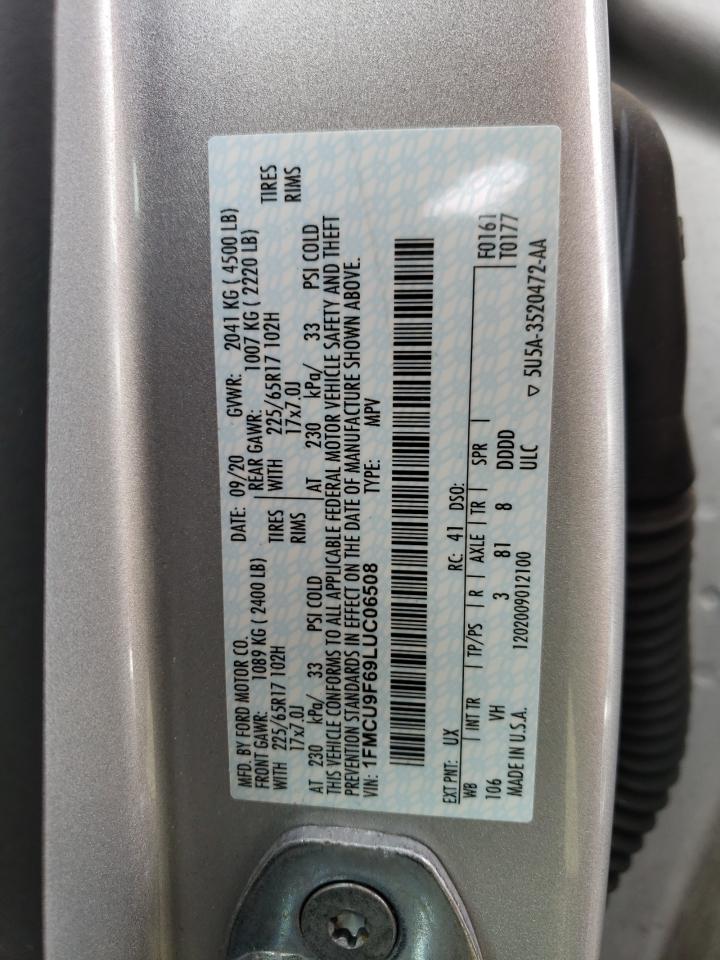 MFD. BY FORD MOTOR CO.
DATE: 09/20 GVWR: 2041 KG ( 4500 LB)
FRONT GAWR: 1089 KG ( 2400 LB)
REAR GAWR: 1007 KG ( 2220 LB)
WITH 225/65R17 102H TIRES
WITH 225/65R17 102H TIRES
17x7.0J RIMS
17x7.0J RIMS
AT 230 kPa/ 33 PSI COLD
AT 230 kPa/ 33 PSI COLD
THIS VEHICLE CONFORMS TO ALL APPLICABLE FEDERAL MOTOR VEHICLE SAFETY AND THEFT
PREVENTION STANDARDS IN EFFECT ON THE DATE OF MANUFACTURE SHOWN ABOVE.
VIN: 1FMCU9F69LUC06508 TYPE: MPV
EXT PNT: UX RC: 41 DSO:
WB INT TR TP/PS R AXLE TR SPR F0161
106 VH 3 81 8 DDDD T0177
MADE IN U.S.A. 1202009012100 ULC
▽ 5U5A-3520472-AA